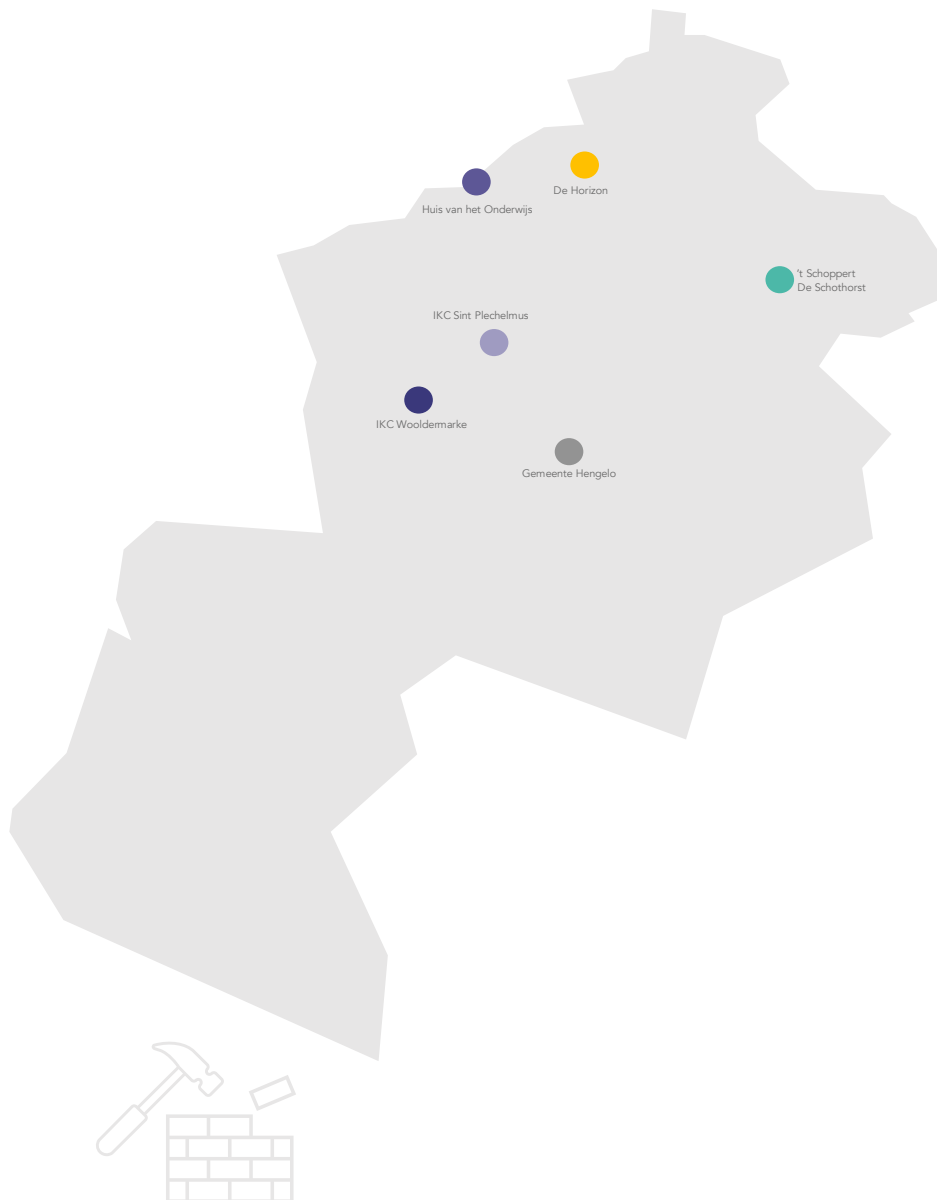 De Horizon
Huis van het Onderwijs
't Schoppert
De Schothorst
IKC Sint Plechelmus
IKC Wooldermarke
Gemeente Hengelo